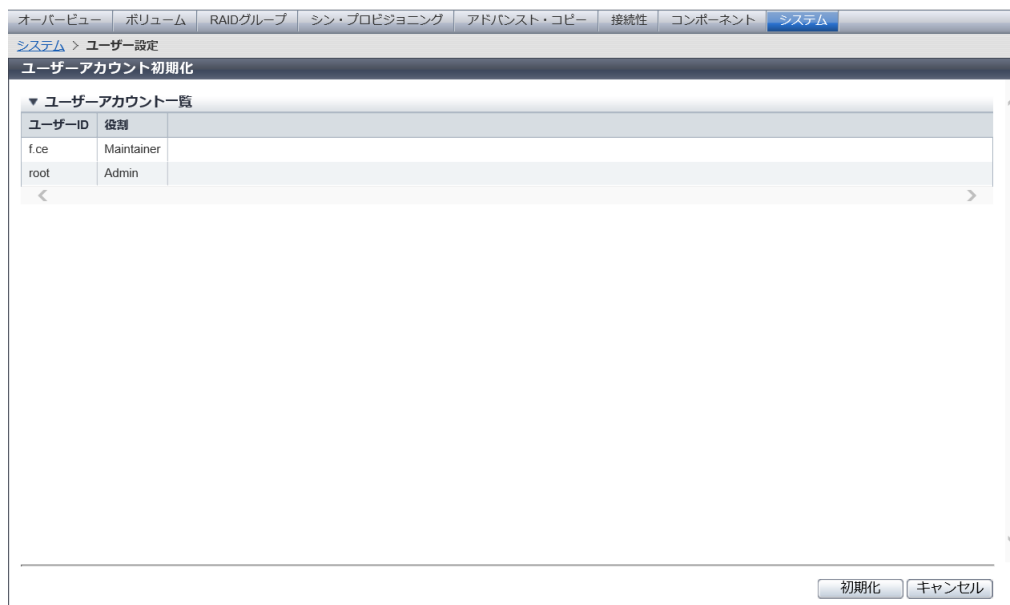 オーバービュー ボリューム RAIDグループ シン・プロビジョニング アドバンスト・コピー 接続性 コンポーネント システム
システム > ユーザー設定
ユーザーアカウント初期化
▼ ユーザーアカウント一覧
ユーザーID 役割
f.ce Maintainer
root Admin
初期化 キャンセル